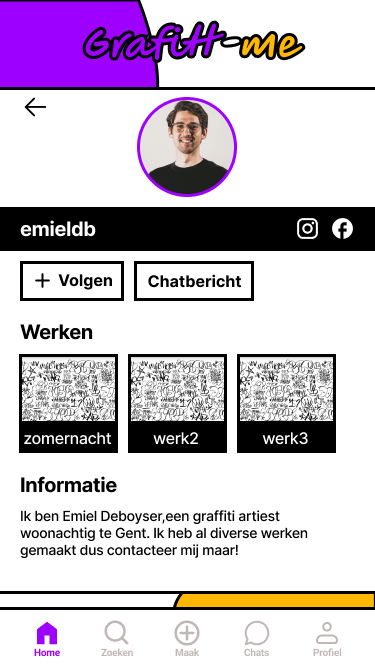 Grafitt-me
emieldb
Volgen
Chatbericht
Werken
zomernacht
werk2
werk3
Informatie
Ik ben Emiel Deboyser,een graffiti artiest
woonachtig te Gent. Ik heb al diverse werken
gemaakt dus contacteer mij maar!
Home
Zoeken
Maak
Chats
Profiel